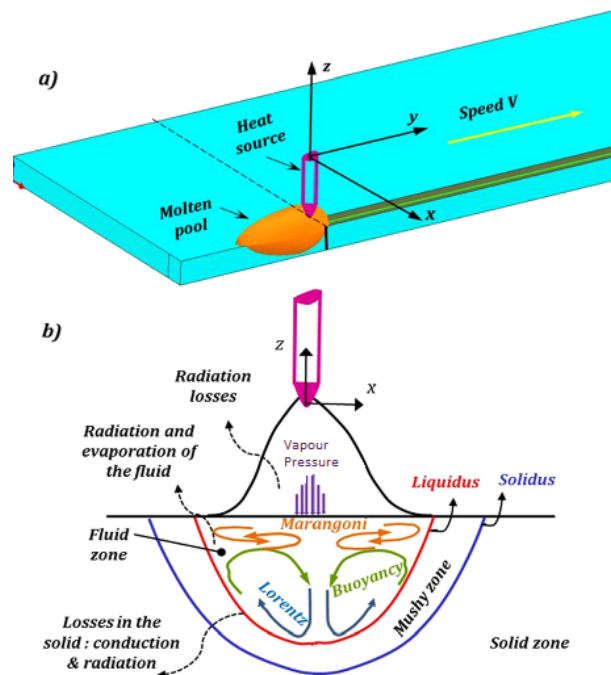 a)
z
Heat
source
y
Speed V
Molten
pool
x
b)
z
x
Radiation
losses
Radiation and
evaporation of
the fluid
Vapour
Pressure
Liquidus
Solidus
Marangoni
Fluid
zone
Buoyancy
Lorentz
Mushy zone
Losses in the
solid : conduction
& radiation
Solid zone